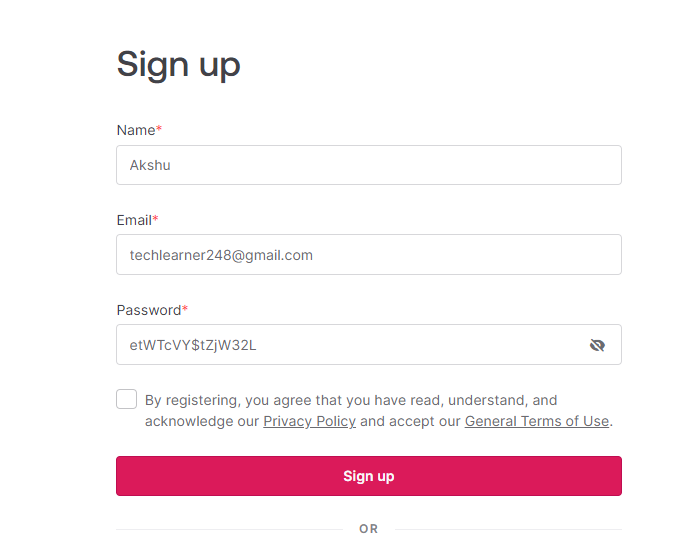 Sign up
Name*
Akshu
Email*
techlearner248@gmail.com
Password*
etWTcVY$tZjW32L
By registering, you agree that you have read, understand, and
acknowledge our Privacy Policy and accept our General Terms of Use.
Sign up
OR